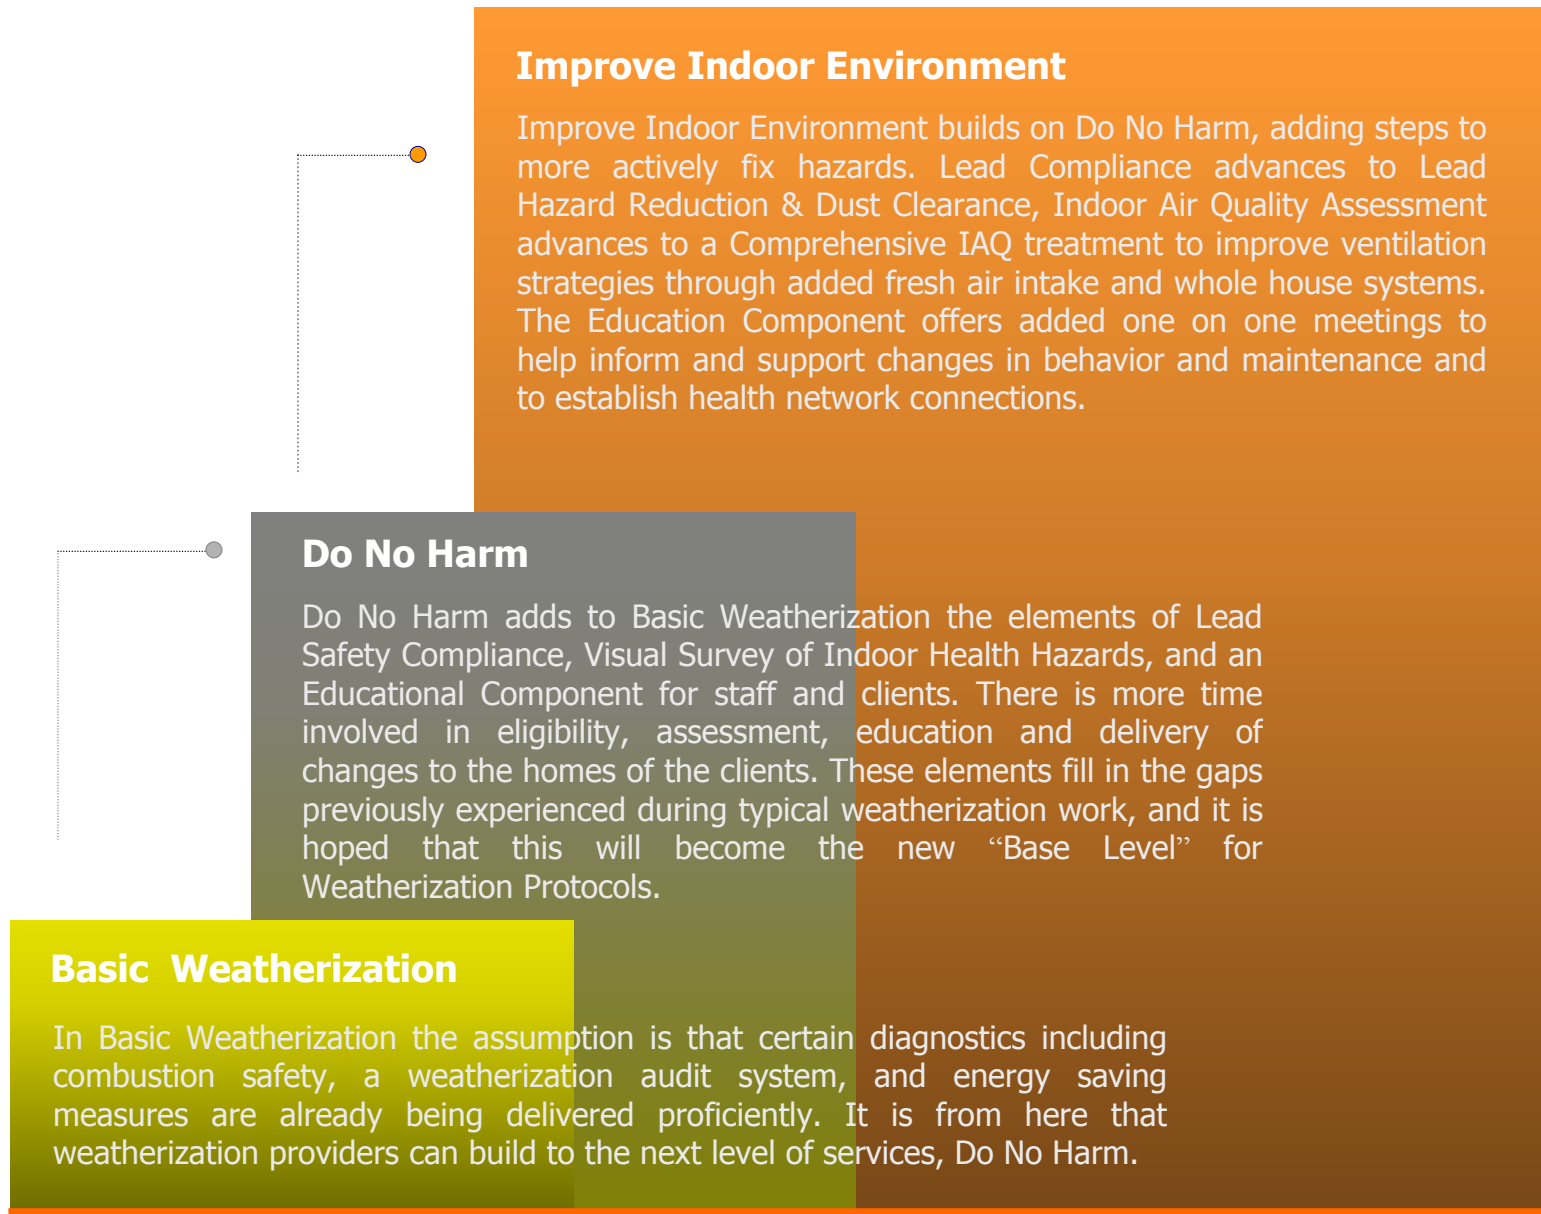 Improve Indoor Environment
Improve Indoor Environment builds on Do No Harm, adding steps to
more actively fix hazards. Lead Compliance advances to Lead
Hazard Reduction & Dust Clearance, Indoor Air Quality Assessment
advances to a Comprehensive IAQ treatment to improve ventilation
strategies through added fresh air intake and whole house systems.
The Education Component offers added one on one meetings to
help inform and support changes in behavior and maintenance and
to establish health network connections.
Do No Harm
Do No Harm adds to Basic Weatherization the elements of Lead
Safety Compliance, Visual Survey of Indoor Health Hazards, and an
Educational Component for staff and clients. There is more time
involved in eligibility, assessment, education and delivery of
changes to the homes of the clients. These elements fill in the gaps
previously experienced during typical weatherization work, and it is
hoped that this will become the new “Base Level” for
Weatherization Protocols.
Basic Weatherization
In Basic Weatherization the assumption is that certain diagnostics including
combustion safety, a weatherization audit system, and energy saving
measures are already being delivered proficiently. It is from here that
weatherization providers can build to the next level of services, Do No Harm.